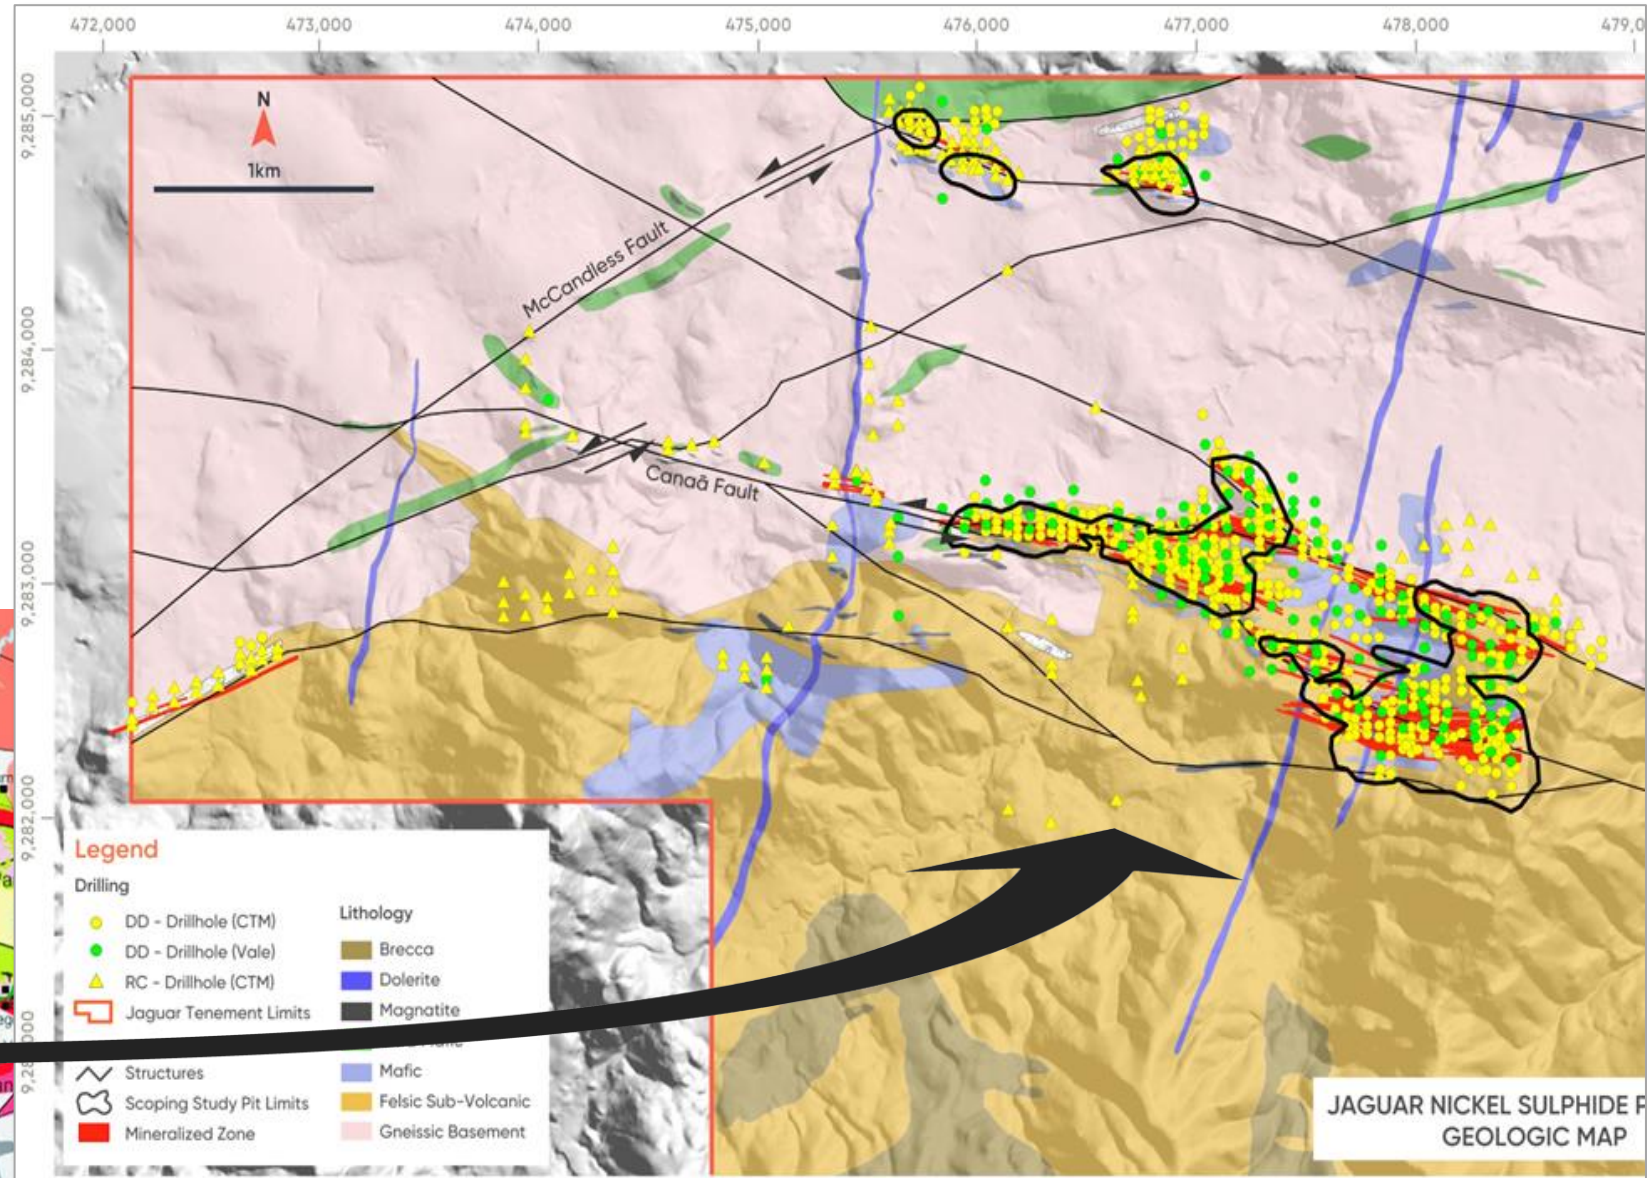 472,000 473,000 474,000 475,000 476,000 477,000 478,000 479,0
9,285,000
9,284,000
9,283,000
9,282,000
N
1km
McCandless Fault
Canaã Fault
Legend
Drilling
DD - Drillhole (CTM)
DD - Drillhole (Vale)
RC - Drillhole (CTM)
Jaguar Tenement Limits
Structures
Scoping Study Pit Limits
Mineralized Zone
Lithology
Brecca
Dolerite
Magnatite
Mafic
Felsic Sub-Volcanic
Gneissic Basement
JAGUAR NICKEL SULPHIDE
GEOLOGIC MAP